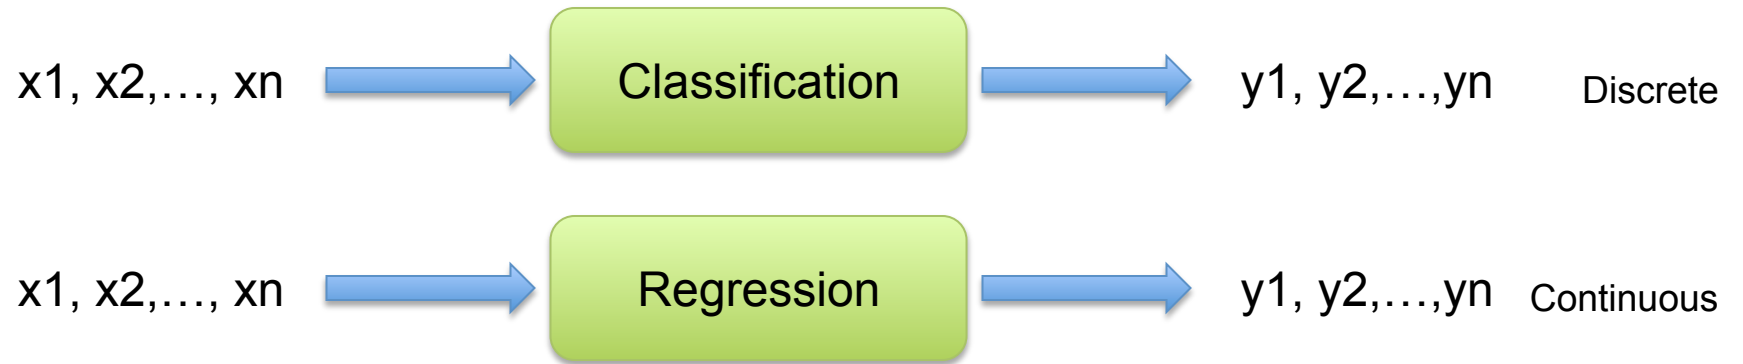 x1, x2,…, xn Classification y1, y2,…,yn Discrete
x1, x2,…, xn Regression y1, y2,…,yn Continuous